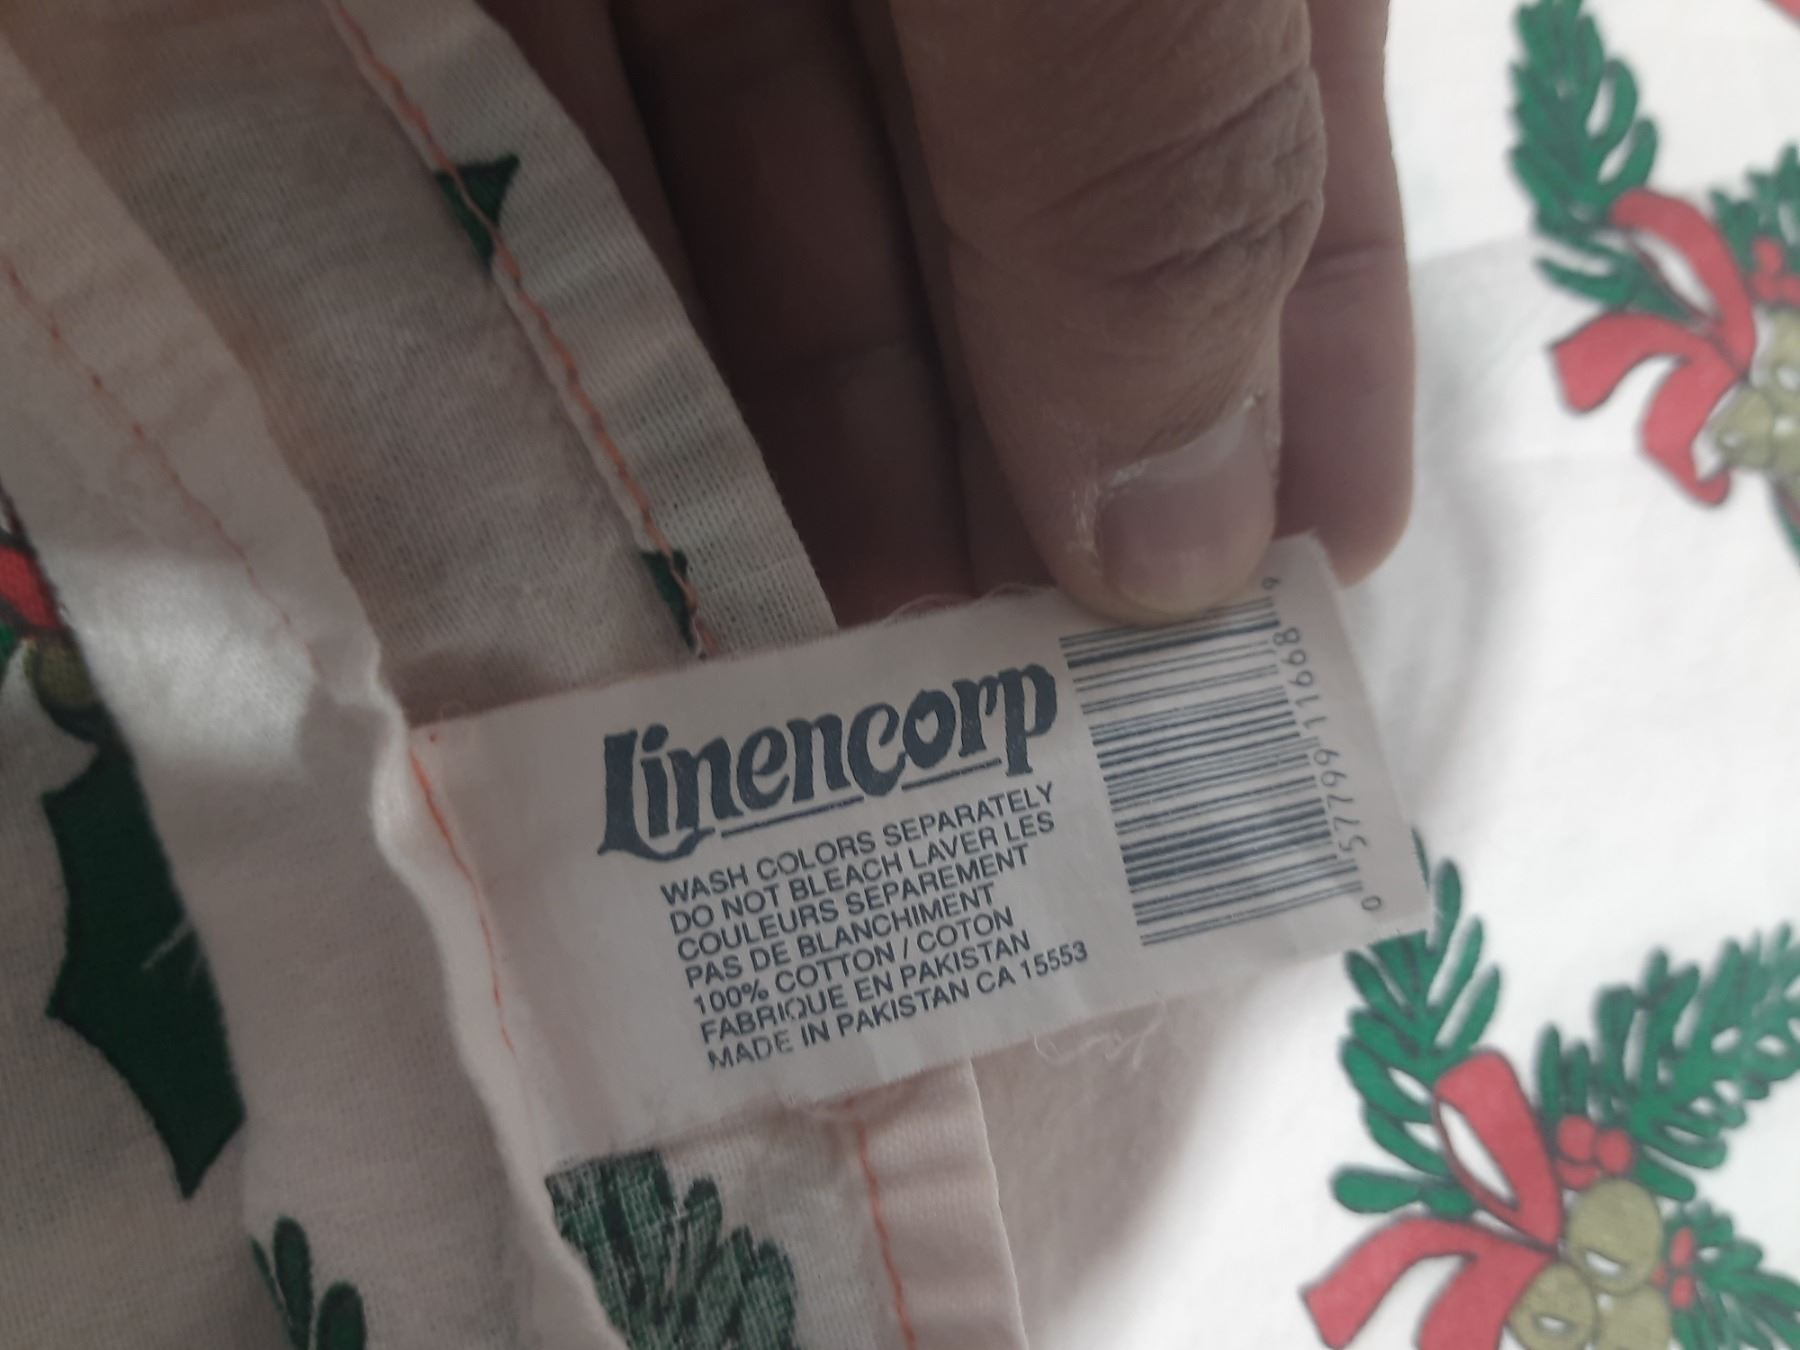 Linencorp
WASH COLORS SEPARATELY
DO NOT BLEACH LAVER LES
COULEURS SEPAREMENT
PAS DE BLANCHIMENT
100% COTTON / COTON
FABRIQUE EN PAKISTAN
MADE IN PAKISTAN CA 15553
0 57799 11668 9